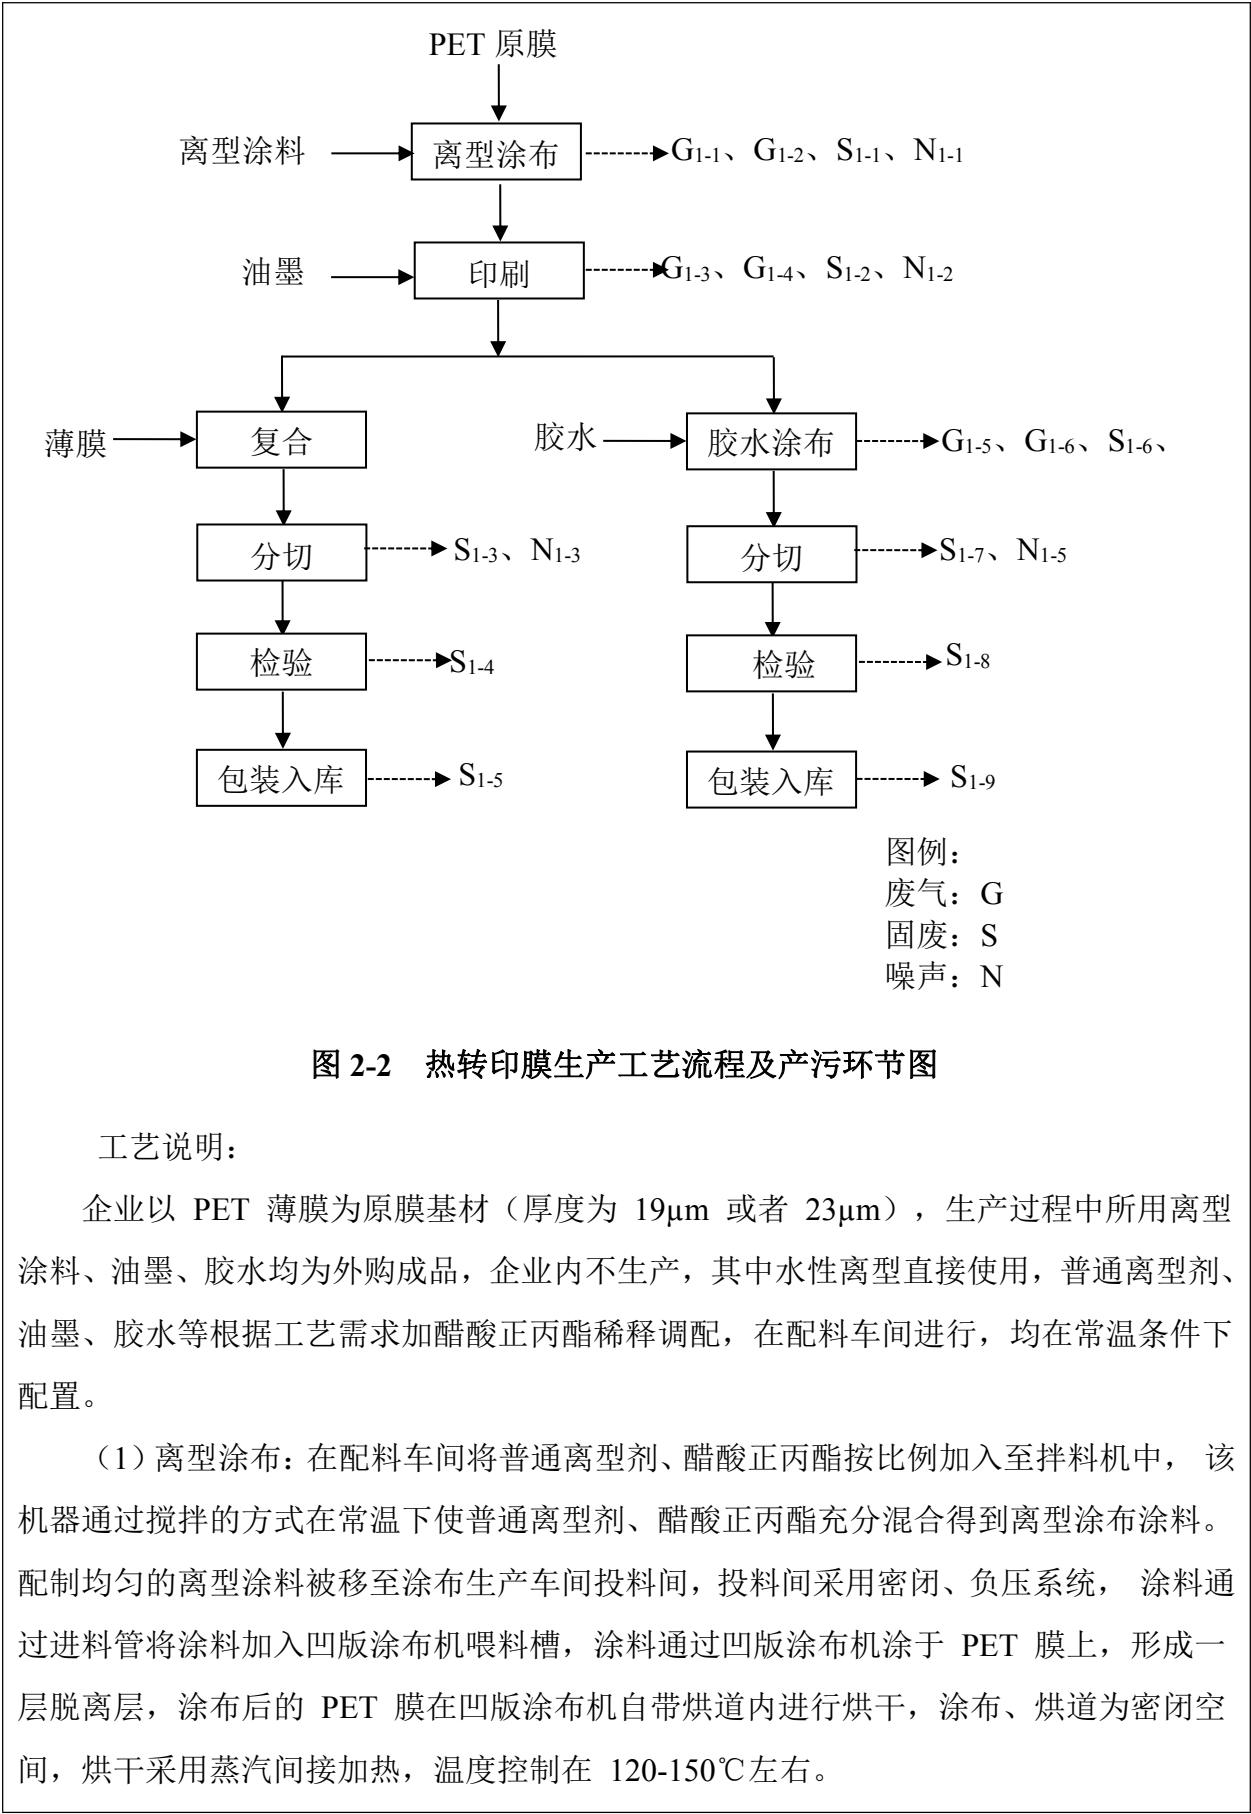 PET 原膜
离型涂料
离型涂布
G1-1、G1-2、S1-1、N1-1
油墨
印刷
G1-3、G1-4、S1-2、N1-2
薄膜
复合
胶水
胶水涂布
G1-5、G1-6、S1-6、
分切
S1-3、N1-3
分切
S1-7、N1-5
检验
S1-4
检验
S1-8
包装入库
S1-5
包装入库
S1-9
图例：
废气：G
固废：S
噪声：N
图 2-2 热转印膜生产工艺流程及产污环节图
工艺说明：
企业以 PET 薄膜为原膜基材（厚度为 19μm 或者 23μm），生产过程中所用离型
涂料、油墨、胶水均为外购成品，企业内不生产，其中水性离型直接使用，普通离型剂、
油墨、胶水等根据工艺需求加醋酸正丙酯稀释调配，在配料车间进行，均在常温条件下
配置。
（1）离型涂布：在配料车间将普通离型剂、醋酸正丙酯按比例加入至拌料机中， 该
机器通过搅拌的方式在常温下使普通离型剂、醋酸正丙酯充分混合得到离型涂布涂料。
配制均匀的离型涂料被移至涂布生产车间投料间，投料间采用密闭、负压系统， 涂料通
过进料管将涂料加入凹版涂布机喂料槽，涂料通过凹版涂布机涂于 PET 膜上，形成一
层脱离层，涂布后的 PET 膜在凹版涂布机自带烘道内进行烘干，涂布、烘道为密闭空
间，烘干采用蒸汽间接加热，温度控制在 120-150℃左右。